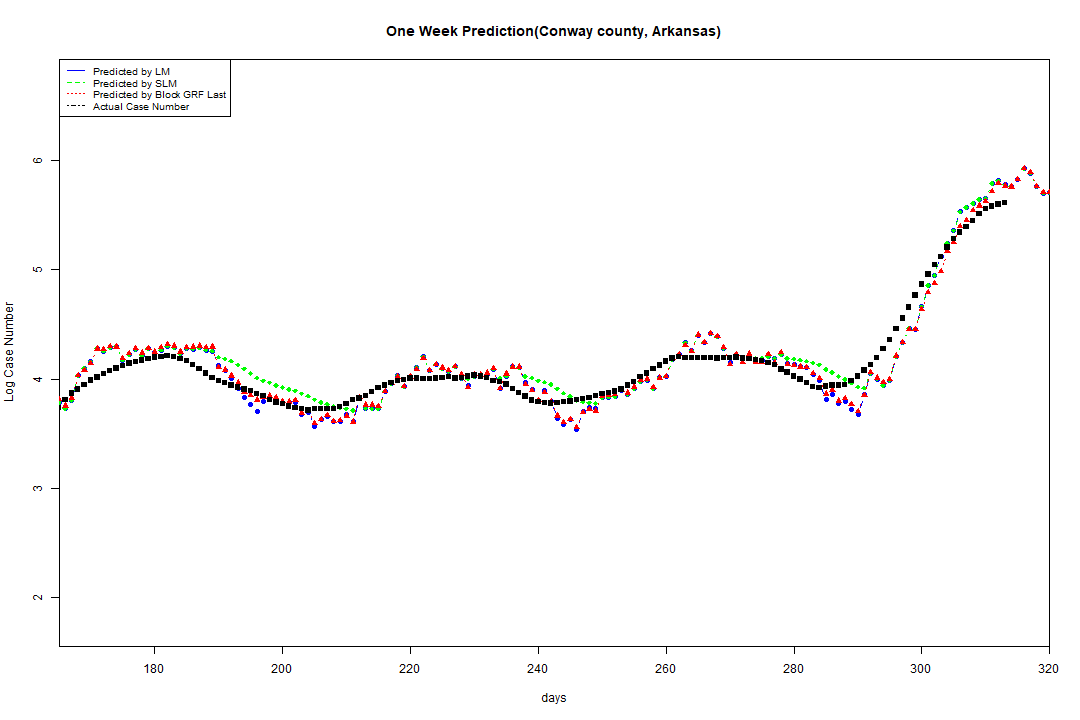 One Week Prediction(Conway county, Arkansas)
Predicted by LM
Predicted by SLM
Predicted by Block GRF Last
Actual Case Number
6
5
4
3
2
Log Case Number
180 200 220 240 260 280 300 320
days